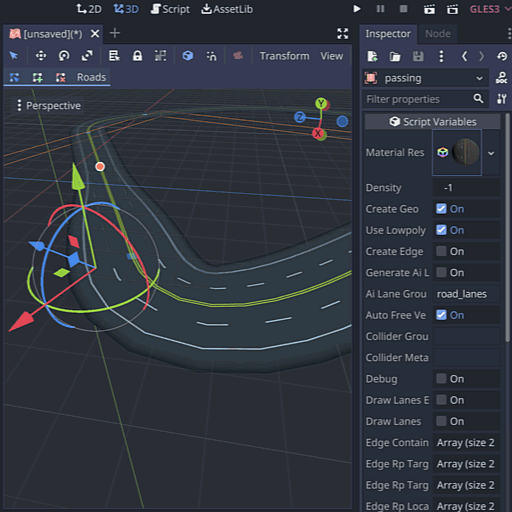 2D 3D Script AssetLib GLES3
[unsaved](*)
Inspector Node
Transform View
Roads
passing
DOC
Perspective
Filter properties
Y
Z
X
Script Variables
Material Res
Density -1
Create Geo On
Use Lowpoly On
Create Edge On
Generate Ai L On
Ai Lane Grou road_lanes
Auto Free Ve On
Collider Grou
Collider Meta
Debug On
Draw Lanes E On
Draw Lanes On
Edge Contain Array (size 2
Edge Rp Targ Array (size 2
Edge Rp Targ Array (size 2
Edge Rp Loca Array (size 2